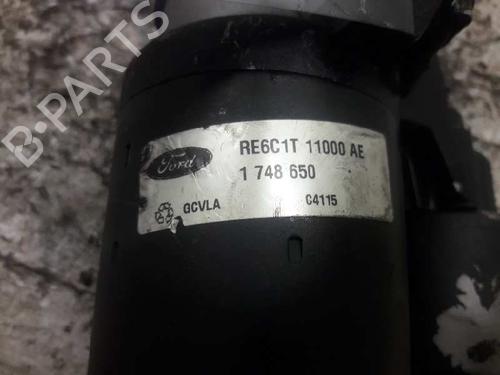 B-PARTS
Ford
RE6C1T 11000 AE
1 748 650
GCVLA
C4115